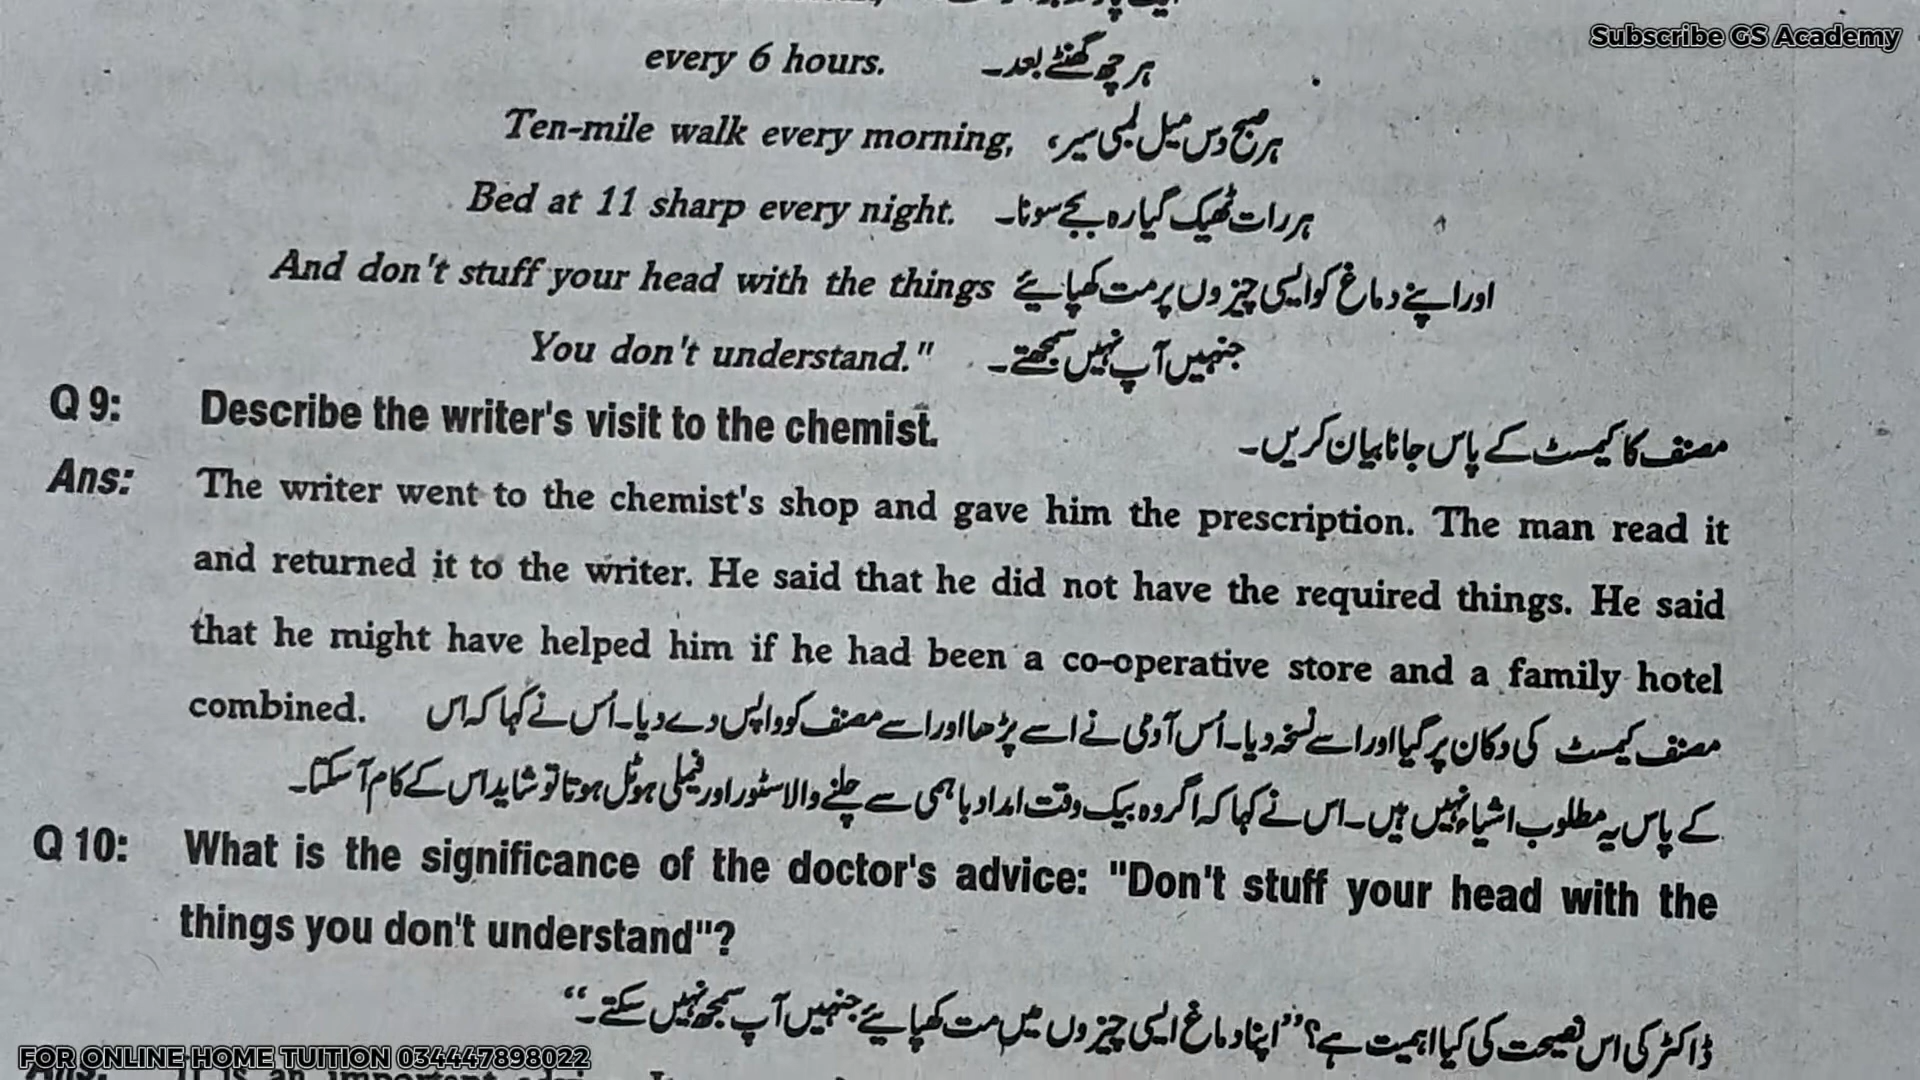 Subscribe GS Academy
every 6 hours. ہر چھ گھنٹے بعد۔
Ten-mile walk every morning, ہر صبح دس میل لمبی سیر،
Bed at 11 sharp every night. ہر رات ٹھیک گیارہ بجے سونا۔
And don't stuff your head with the things اور اپنے دماغ کو ایسی چیزوں پر مت کھپایئے
You don't understand." جنہیں آپ نہیں سمجھتے۔
Q 9: Describe the writer's visit to the chemist. مصنف کا کیمسٹ کے پاس جانا بیان کریں۔
Ans: The writer went to the chemist's shop and gave him the prescription. The man read it
and returned it to the writer. He said that he did not have the required things. He said
that he might have helped him if he had been a co-operative store and a family hotel
combined. مصنف کیمسٹ کی دکان پر گیا اور اسے نسخہ دیا۔ اُس آدمی نے اسے پڑھا اور اسے مصنف کو واپس دے دیا۔ اُس نے کہا کہ اس
کے پاس یہ مطلوب اشیاء نہیں ہیں۔ اس نے کہا کہ اگر وہ بیک وقت امداد باہمی سے چلنے والا سٹور اور فیملی ہوٹل ہوتا تو شاید اس کے کام آ سکتا۔
Q 10: What is the significance of the doctor's advice: "Don't stuff your head with the
things you don't understand"?
ڈاکٹر کی اس نصیحت کی کیا اہمیت ہے؟ ”اپنا دماغ ایسی چیزوں میں مت کھپایئے جنہیں آپ سمجھ نہیں سکتے۔“
FOR ONLINE HOME TUITION 034447898022